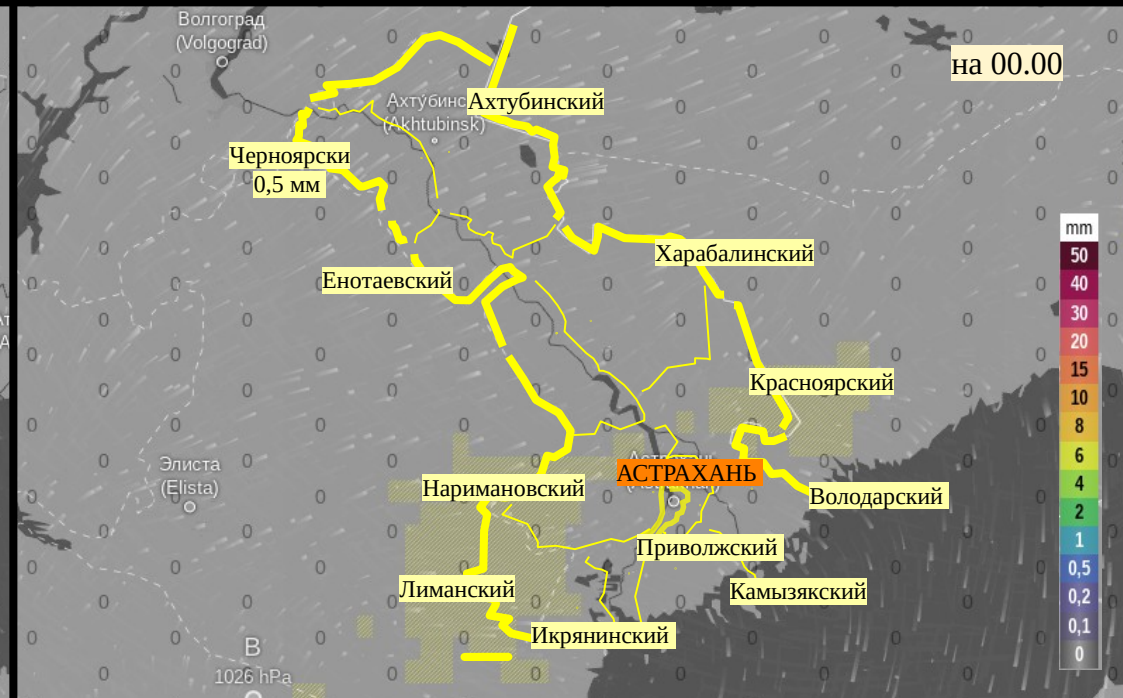 Волгоград
(Volgograd)
на 00.00
Ахтубинский
(Akhtubinsk)
Черноярски
0,5 мм
mm
50
40
30
20
15
10
8
6
4
2
1
0,5
0,2
0,1
0
Харабалинский
Енотаевский
Красноярский
Элиста
(Elista)
АСТРАХАНЬ
Наримановский
Володарский
Приволжский
Лиманский
Камызякский
Икрянинский
В
1026 hPa